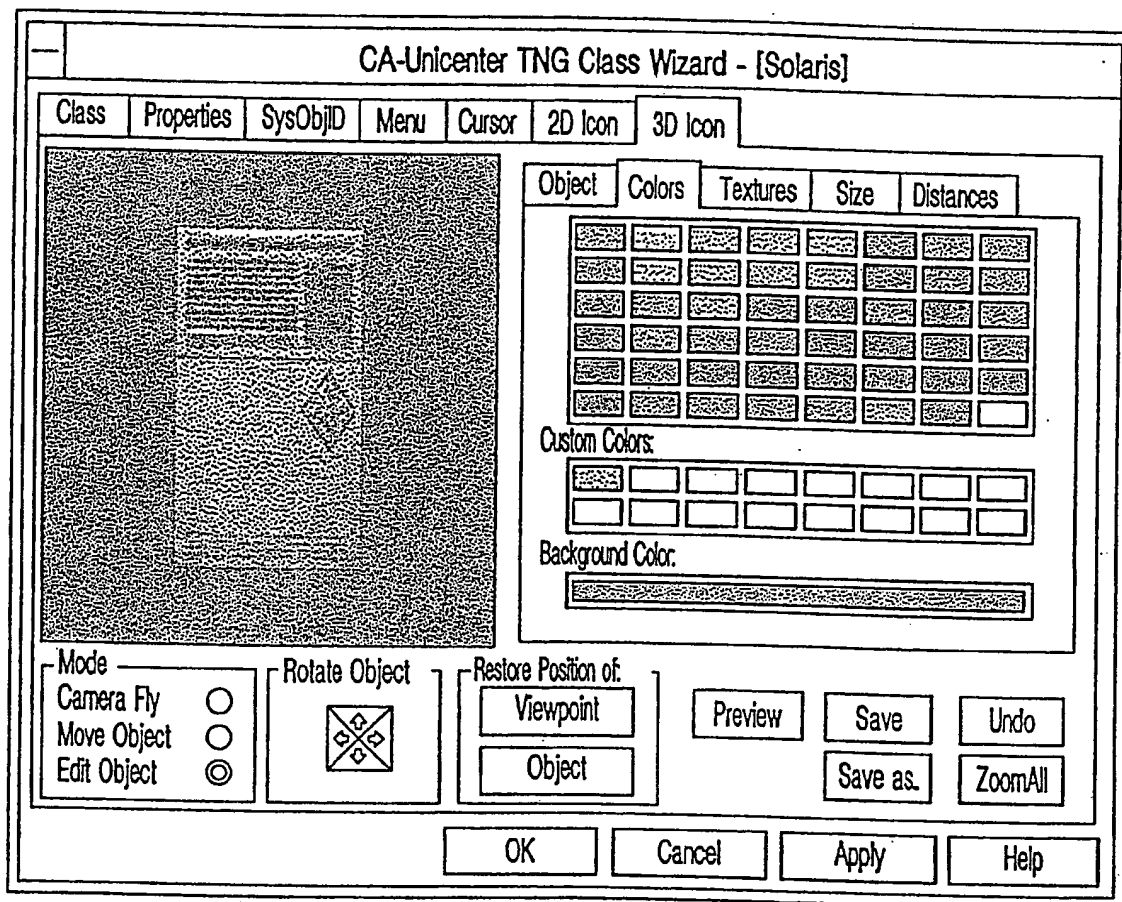 CA-Unicenter TNG Class Wizard - [Solaris]
Class Properties SysObjID Menu Cursor 2D Icon 3D Icon
Object Colors Textures Size Distances
Custom Colors:
Background Color:
Mode
Camera Fly
Move Object
Edit Object
Rotate Object
Restore Position of:
Viewpoint
Object
Preview Save Undo
Save as.. ZoomAll
OK Cancel Apply Help